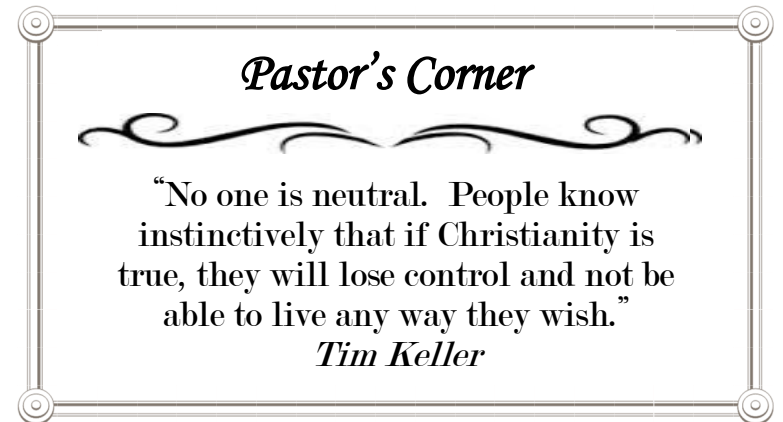 Pastor’s Corner
“No one is neutral.  People know
instinctively that if Christianity is
true, they will lose control and not be
able to live any way they wish.”
Tim Keller